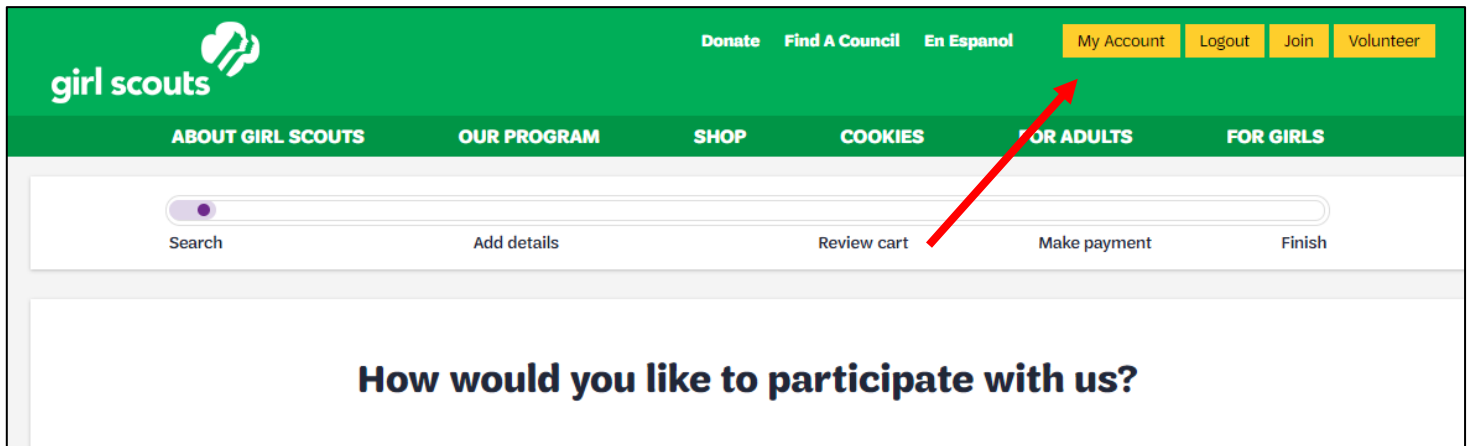 Donate Find A Council En Espanol My Account Logout Join Volunteer
girl scouts
ABOUT GIRL SCOUTS OUR PROGRAM SHOP COOKIES FOR ADULTS FOR GIRLS
Search Add details Review cart Make payment Finish
How would you like to participate with us?